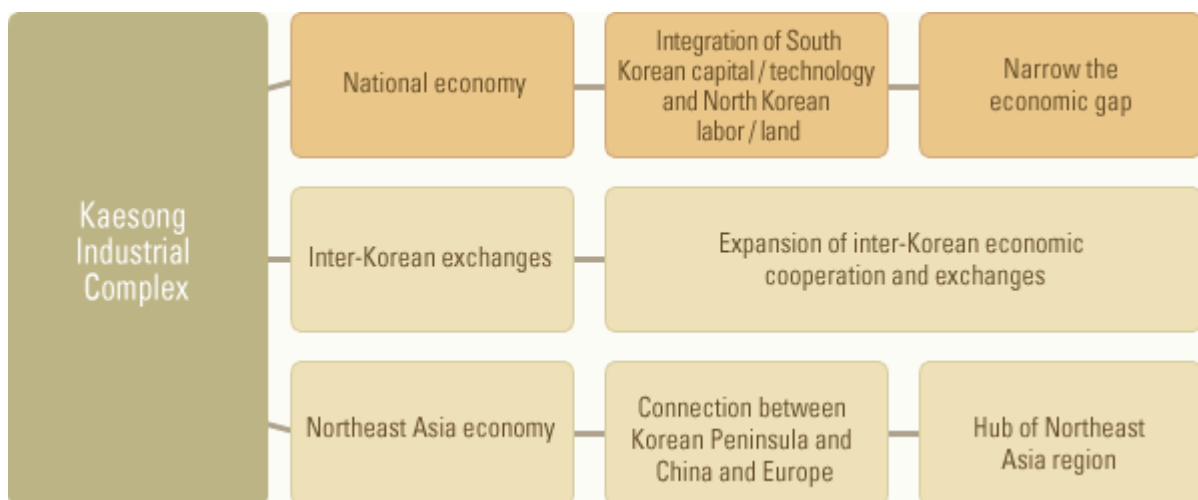 Kaesong
Industrial
Complex
National economy
Integration of South
Korean capital / technology
and North Korean
labor / land
Narrow the
economic gap
Inter-Korean exchanges
Expansion of inter-Korean economic
cooperation and exchanges
Northeast Asia economy
Connection between
Korean Peninsula and
China and Europe
Hub of Northeast
Asia region